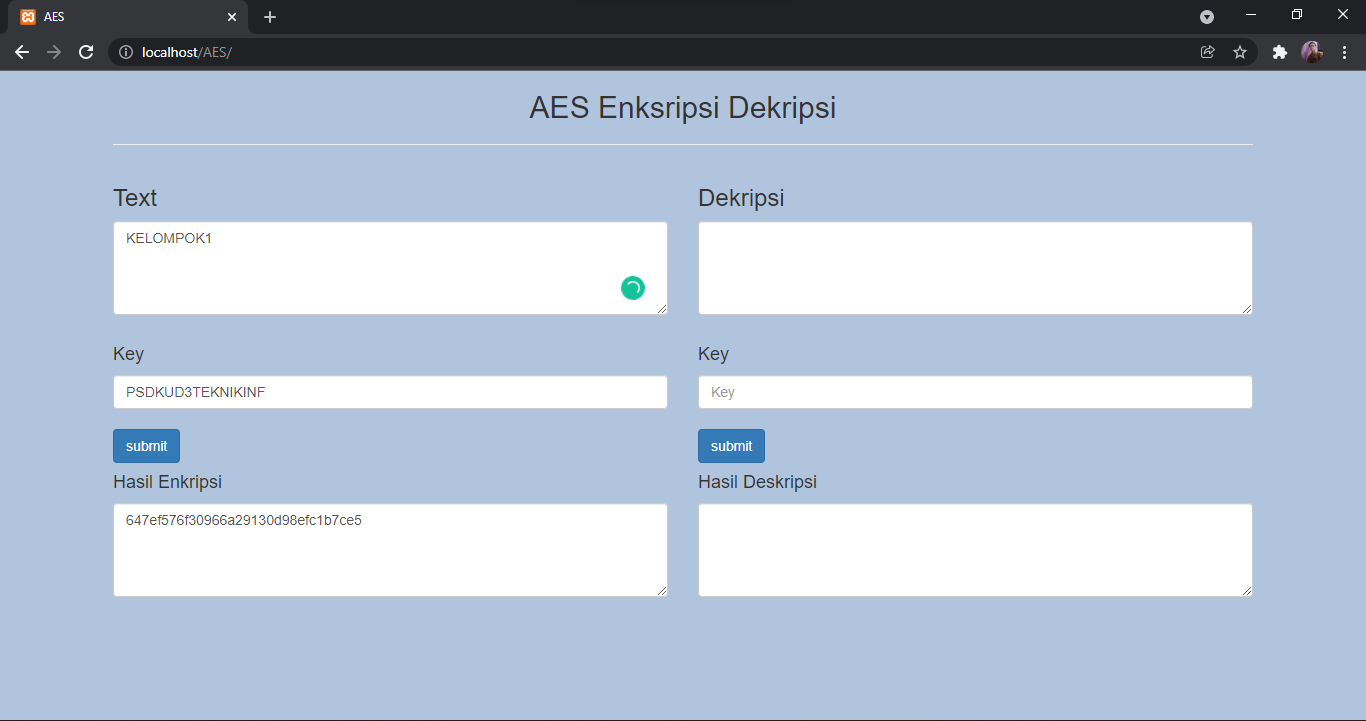 AES
localhost/AES/
AES Enksripsi Dekripsi
Text
KELOMPOK1
Key
PSDKUD3TEKNIKINF
submit
Hasil Enkripsi
647ef576f30966a29130d98efc1b7ce5
Dekripsi
Key
Key
submit
Hasil Deskripsi